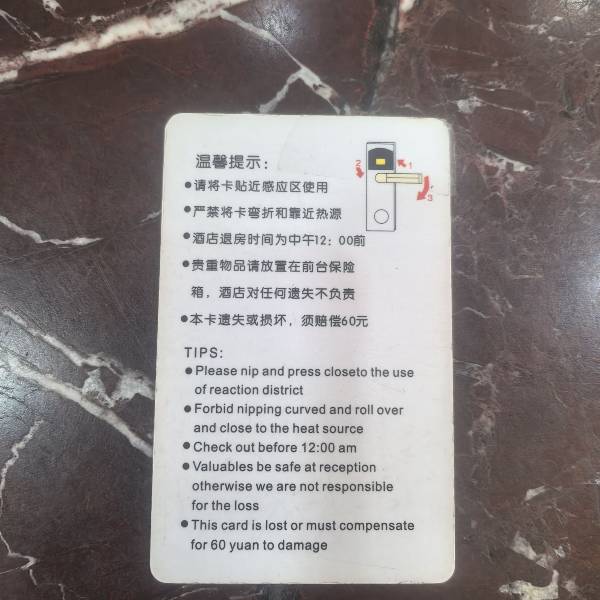 温馨提示：
2
1
3
●请将卡贴近感应区使用
●严禁将卡弯折和靠近热源
●酒店退房时间为中午12：00前
●贵重物品请放置在前台保险
箱，酒店对任何遗失不负责
●本卡遗失或损坏，须赔偿60元
TIPS:
●Please nip and press closeto the use
of reaction district
●Forbid nipping curved and roll over
and close to the heat source
●Check out before 12:00 am
●Valuables be safe at reception
otherwise we are not responsible
for the loss
●This card is lost or must compensate
for 60 yuan to damage